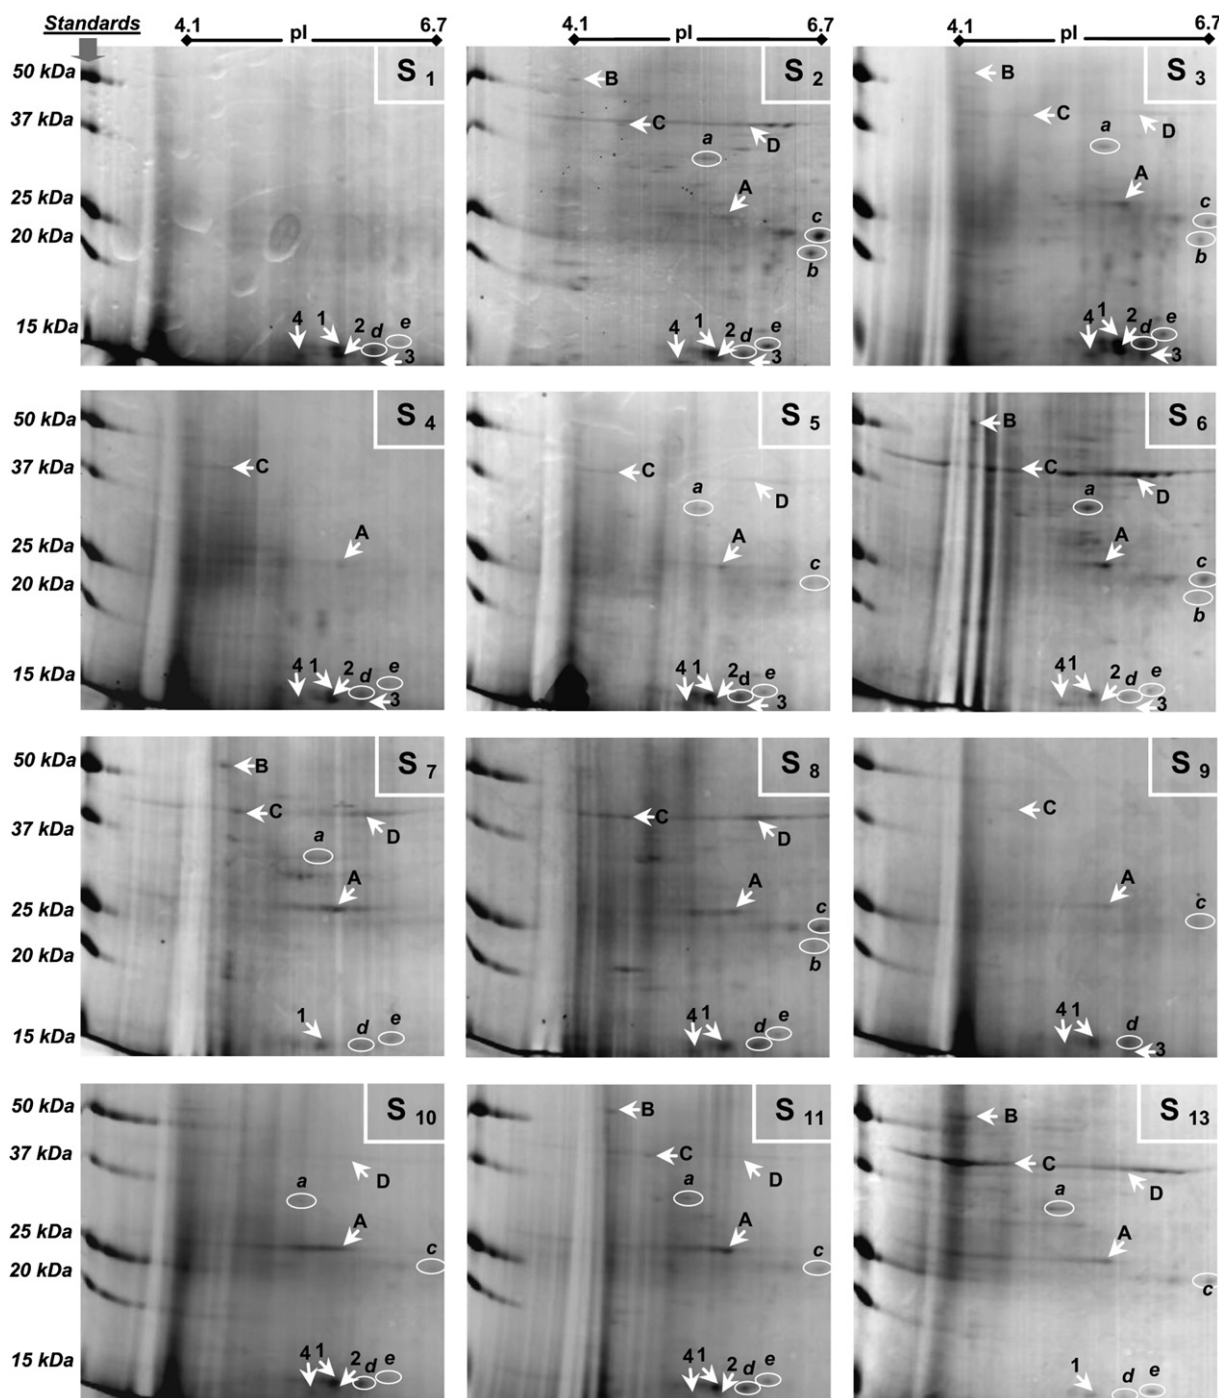 Standards 4.1 pI 6.7 4.1 pI 6.7 4.1 pI 6.7
50 kDa
37 kDa
25 kDa
20 kDa
15 kDa
S 1
4 1 2 d e 3
S 2
B
C
D
a
A
c
b
4 1 2 d e 3
S 3
B
C
D
a
A
c
b
4 1 2 d e 3
50 kDa
37 kDa
25 kDa
20 kDa
15 kDa
S 4
C
A
4 1 2 d e 3
S 5
C
D
a
A
c
4 1 2 d e 3
S 6
B
C
D
a
A
c
b
4 1 2 d e 3
50 kDa
37 kDa
25 kDa
20 kDa
15 kDa
S 7
B
C
D
a
A
1 d e
S 8
C
D
A
c
b
4 1 d e
S 9
C
A
c
4 1 d 3
50 kDa
37 kDa
25 kDa
20 kDa
15 kDa
S 10
D
a
A
c
4 1 2 d e
S 11
B
C
D
a
A
c
4 1 2 d e
S 13
B
C
D
a
A
c
1 d e